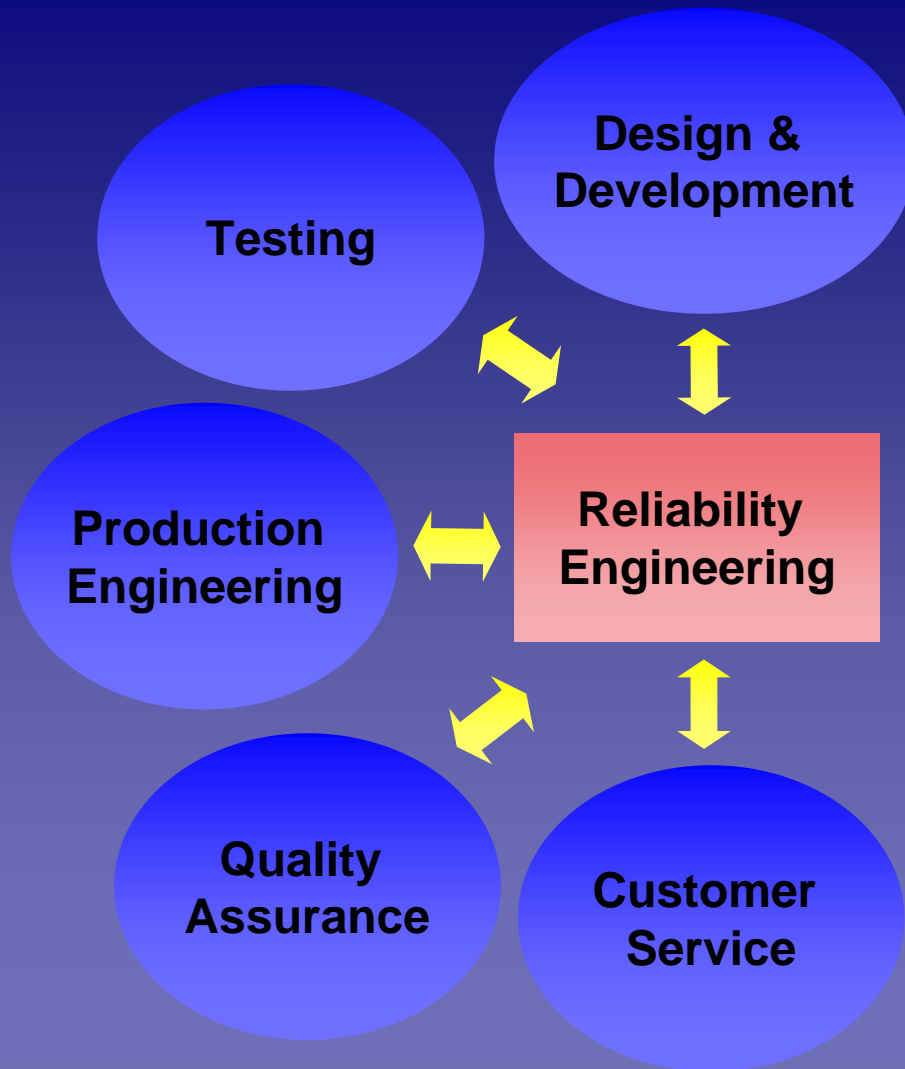 Design &
Development
Testing
Reliability
Engineering
Production
Engineering
Quality
Assurance
Customer
Service